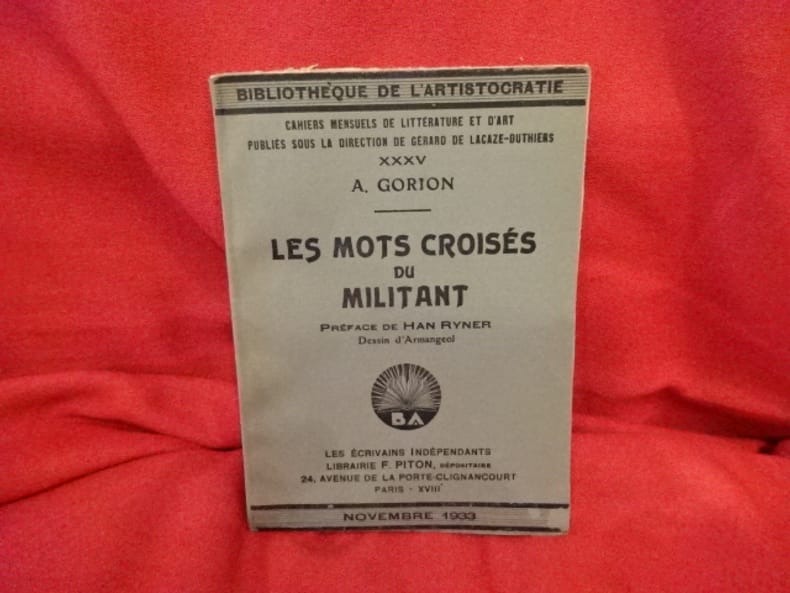 BIBLIOTHÈQUE DE L'ARTISTOCRATIE
CAHIERS MENSUELS DE LITTÉRATURE ET D'ART
PUBLIÉS SOUS LA DIRECTION DE GÉRARD DE LACAZE-DUTHIERS
XXXV
A. GORION
LES MOTS CROISÉS
DU
MILITANT
PRÉFACE DE HAN RYNER
Dessin d'Armangeol
BA
LES ÉCRIVAINS INDÉPENDANTS
LIBRAIRIE F. PITON, DÉPOSITAIRE
24, AVENUE DE LA PORTE-CLIGNANCOURT
PARIS - XVIIIe
NOVEMBRE 1933